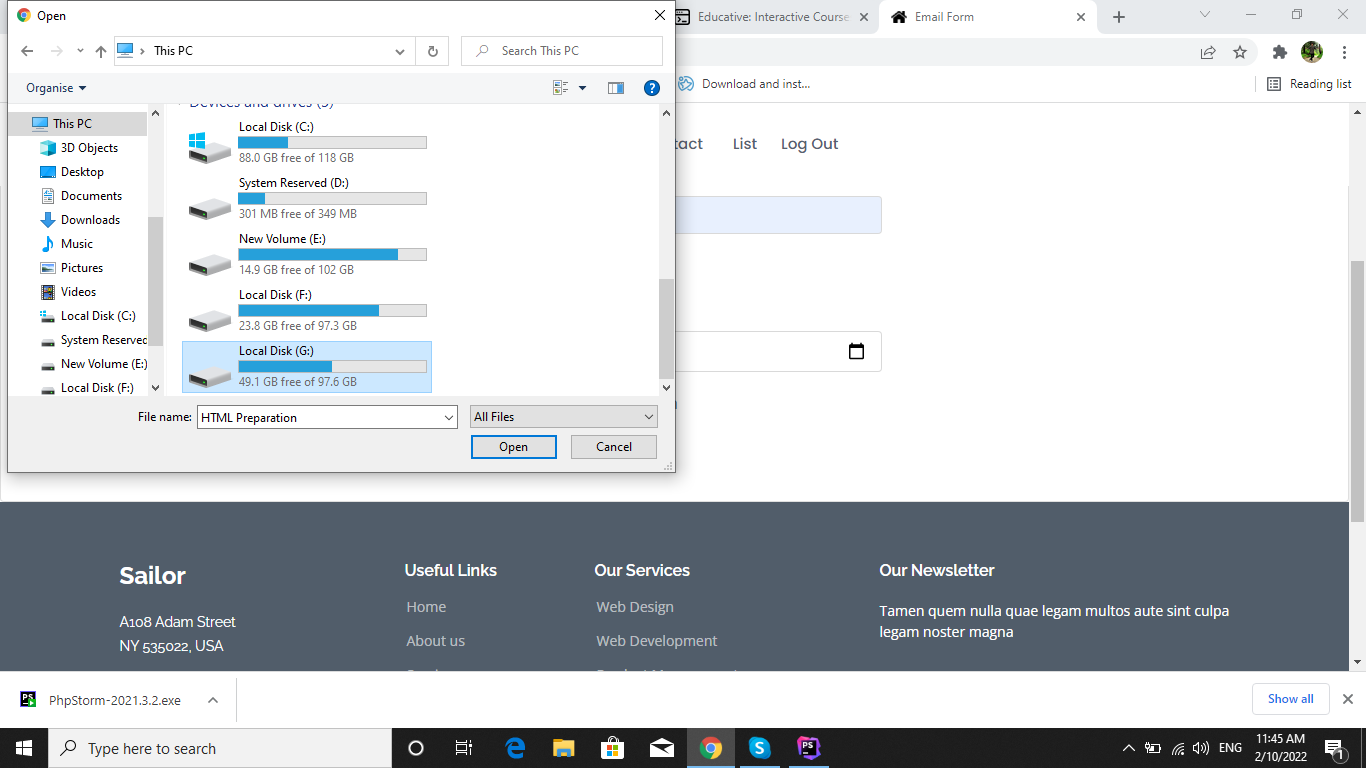 Open
Educative: Interactive Course
Email Form
This PC
Search This PC
Organise
Download and inst...
Reading list
Devices and drives (5)
This PC
3D Objects
Desktop
Documents
Downloads
Music
Pictures
Videos
Local Disk (C:)
System Reserved
New Volume (E:)
Local Disk (F:)
Local Disk (C:)
88.0 GB free of 118 GB
System Reserved (D:)
301 MB free of 349 MB
New Volume (E:)
14.9 GB free of 102 GB
Local Disk (F:)
23.8 GB free of 97.3 GB
Local Disk (G:)
49.1 GB free of 97.6 GB
File name: HTML Preparation
All Files
Open Cancel
tact List Log Out
Sailor
A108 Adam Street
NY 535022, USA
Useful Links
Home
About us
Our Services
Web Design
Web Development
Our Newsletter
Tamen quem nulla quae legam multos aute sint culpa
legam noster magna
PhpStorm-2021.3.2.exe
Show all
Type here to search
ENG
11:45 AM
2/10/2022
1